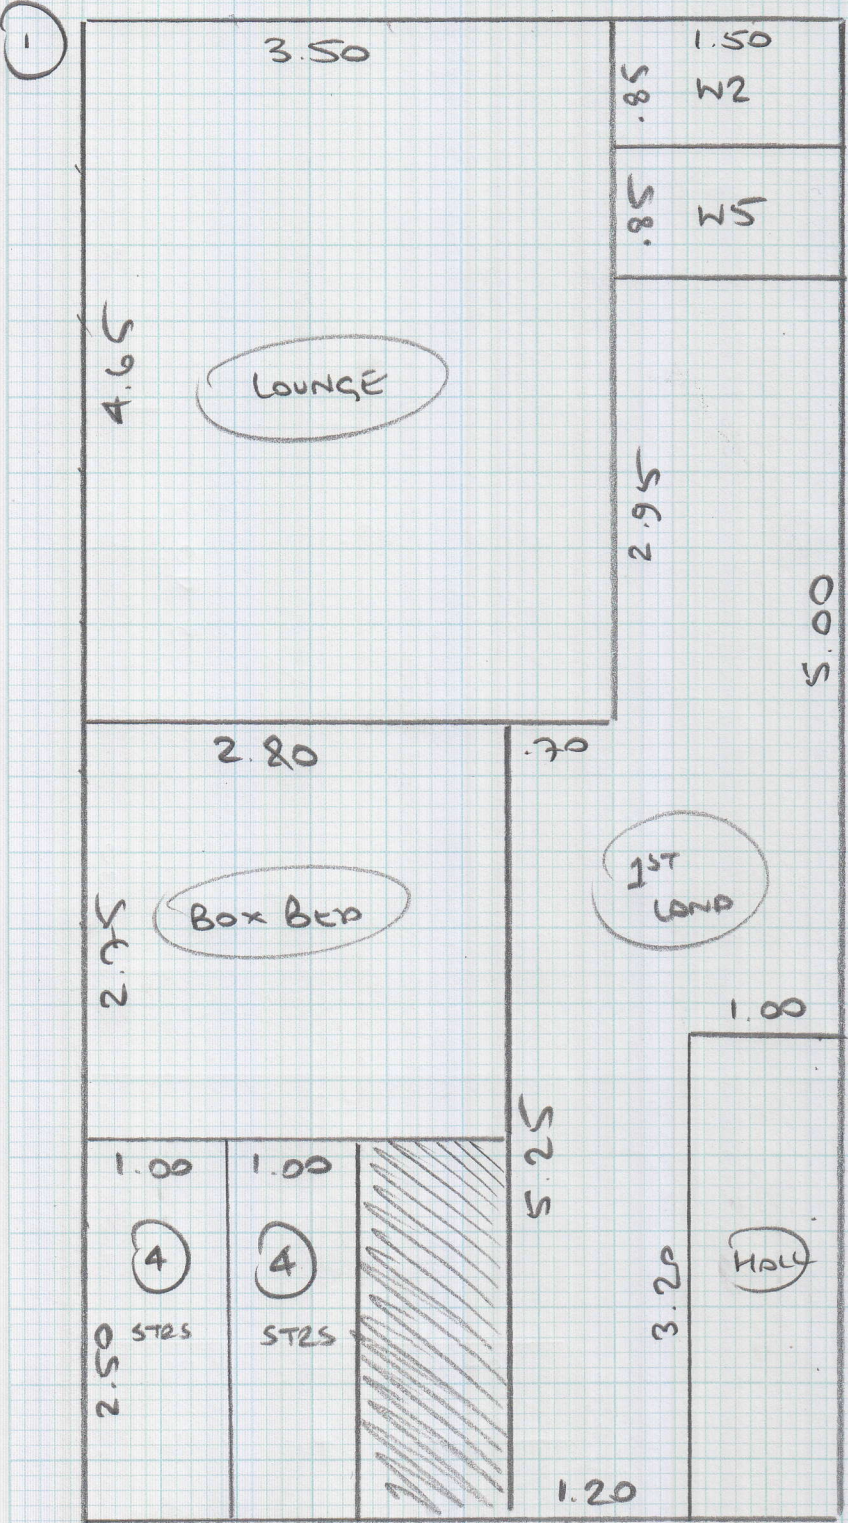 1
3.50
1.50
.85
W2
.85
W5
4.65
LOUNGE
2.95
5.00
2.80
.70
1ST
LAND
BOX BED
2.75
1.00
1.00
1.00
5.25
4
4
HALL
STRS
STRS
3.20
2.50
1.20